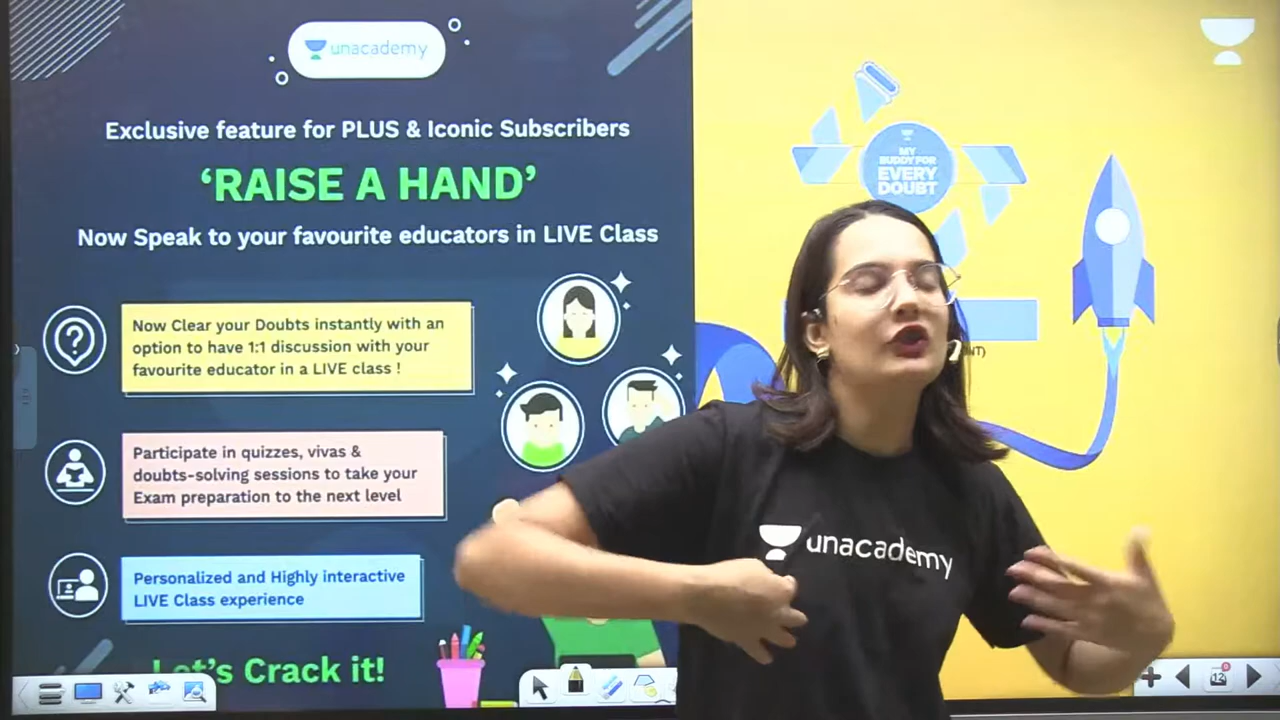 unacademy
Exclusive feature for PLUS & Iconic Subscribers
‘RAISE A HAND’
Now Speak to your favourite educators in LIVE Class
Now Clear your Doubts instantly with an
option to have 1:1 discussion with your
favourite educator in a LIVE class !
Participate in quizzes, vivas &
doubts-solving sessions to take your
Exam preparation to the next level
Personalized and Highly interactive
LIVE Class experience
Let’s Crack it!
MY
BUDDY FOR
EVERY
DOUBT
unacademy
12